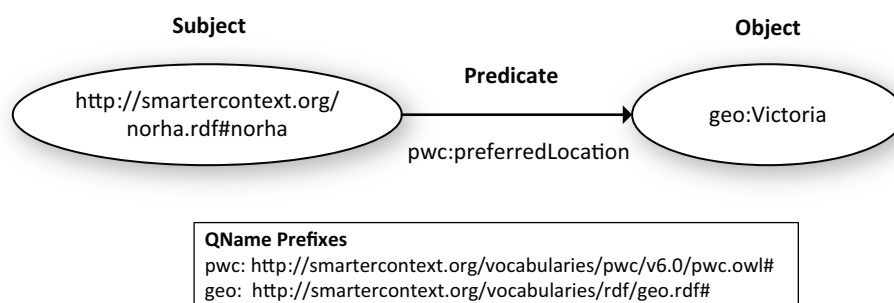 Subject
Object
Predicate
http://smartercontext.org/
norha.rdf#norha
geo:Victoria
pwc:preferredLocation
QName Prefixes
pwc: http://smartercontext.org/vocabularies/pwc/v6.0/pwc.owl#
geo: http://smartercontext.org/vocabularies/rdf/geo.rdf#